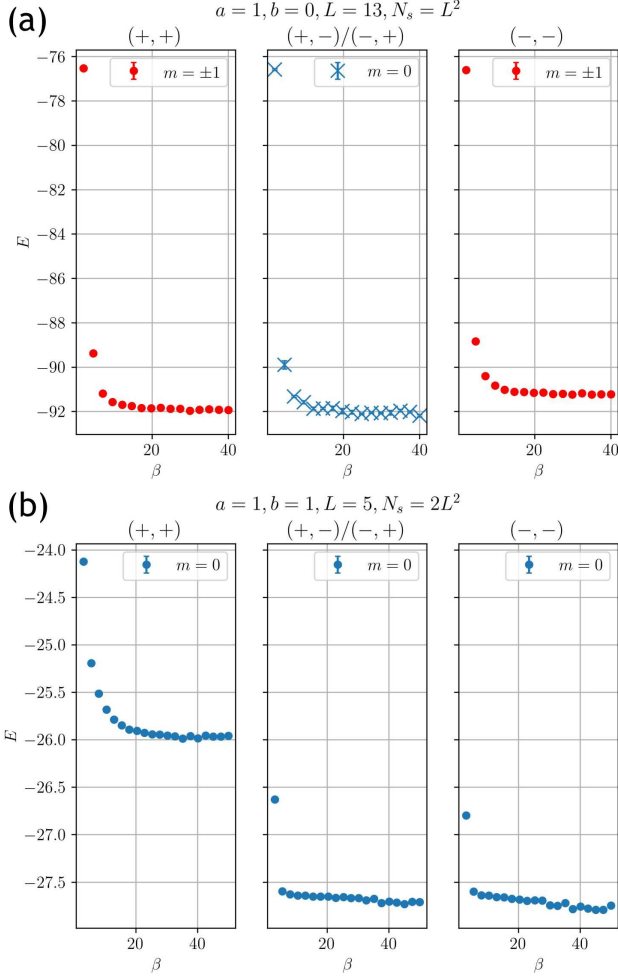 (a)
a = 1, b = 0, L = 13, N_s = L^2
(+, +) (+, −)/(−, +) (−, −)
m = ±1 m = 0 m = ±1
−76
−78
−80
−82
−84
−86
−88
−90
−92
E
20 40 20 40 20 40
β β β
(b)
a = 1, b = 1, L = 5, N_s = 2L^2
(+, +) (+, −)/(−, +) (−, −)
m = 0 m = 0 m = 0
−24.0
−24.5
−25.0
−25.5
−26.0
−26.5
−27.0
−27.5
E
20 40 20 40 20 40
β β β